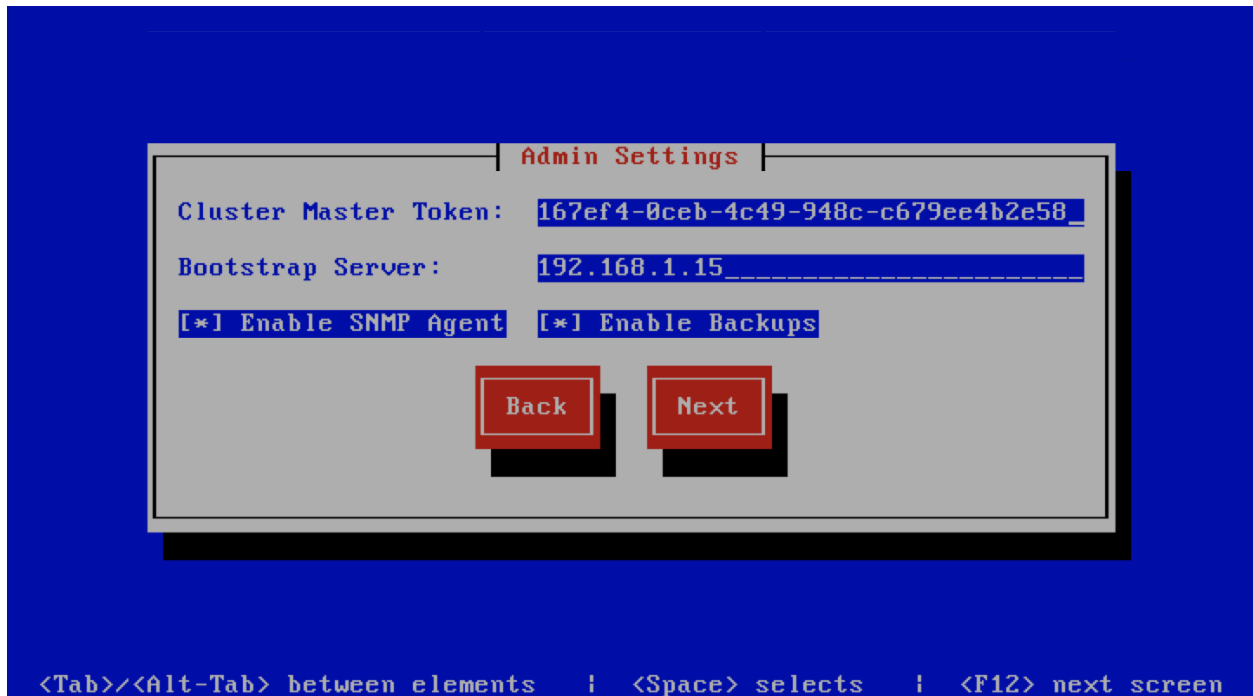 Admin Settings
Cluster Master Token: 167ef4-0ceb-4c49-948c-c679ee4b2e58_
Bootstrap Server: 192.168.1.15_______________________
[*] Enable SNMP Agent [*] Enable Backups
Back Next
<Tab>/<Alt-Tab> between elements | <Space> selects | <F12> next screen